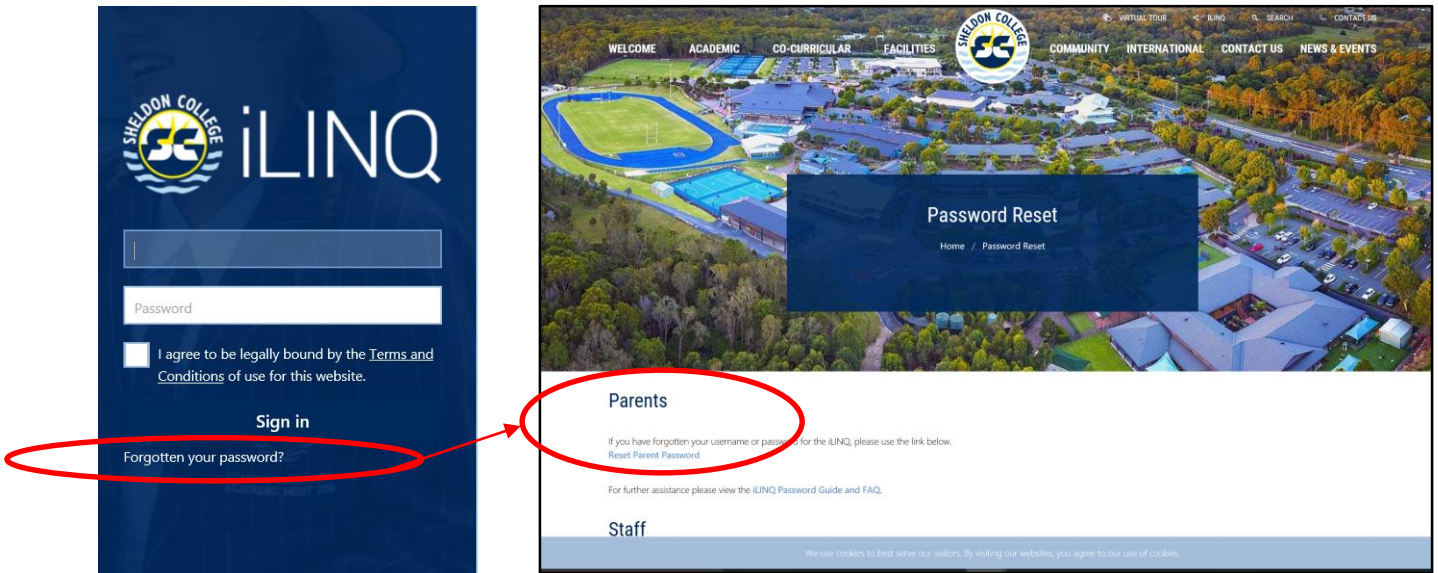 SHELDON COLLEGE
SC
iLINQ
Password
I agree to be legally bound by the Terms and
Conditions of use for this website.
Sign in
Forgotten your password?
VIRTUAL TOUR
ILINQ
SEARCH
CONTACT US
SHELDON COLLEGE
SC
WELCOME
ACADEMIC
CO-CURRICULAR
FACILITIES
COMMUNITY
INTERNATIONAL
CONTACT US
NEWS & EVENTS
Password Reset
Home / Password Reset
Parents
If you have forgotten your username or password for the iLINQ, please use the link below.
Reset Parent Password
For further assistance please view the iLINQ Password Guide and FAQ.
Staff
We use cookies to best serve our visitors. By visiting our websites, you agree to our use of cookies.